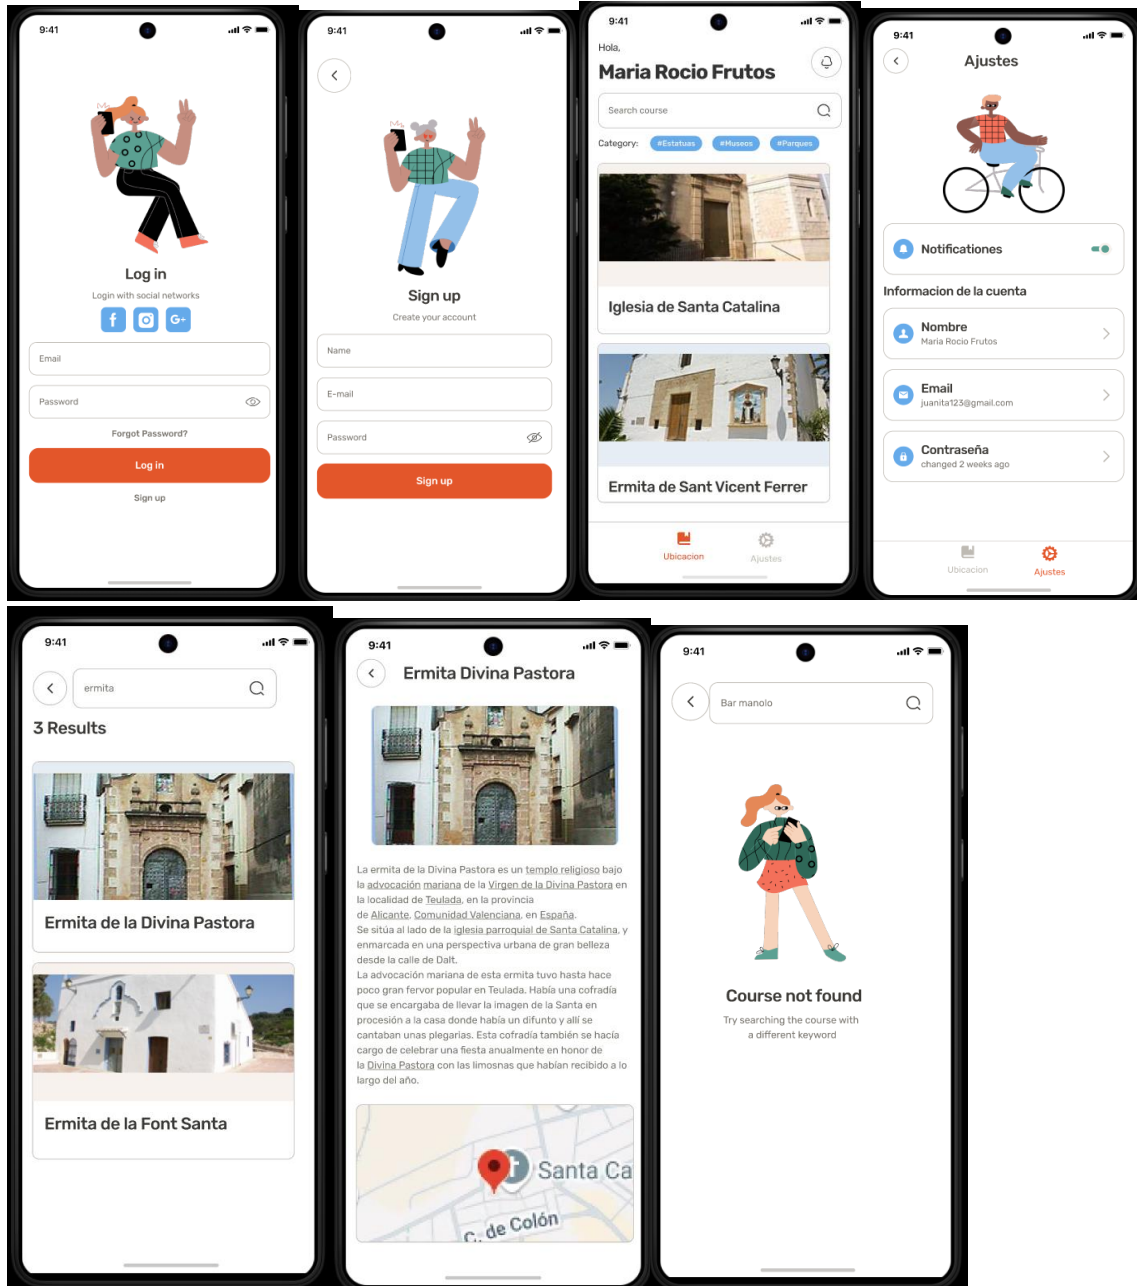 9:41
Log in
Login with social networks
f
G+
Email
Password
Forgot Password?
Log in
Sign up
9:41
Sign up
Create your account
Name
E-mail
Password
Sign up
9:41
Hola,
Maria Rocio Frutos
Search course
Category: #Estatuas #Museos #Parques
Iglesia de Santa Catalina
Ermita de Sant Vicent Ferrer
Ubicacion Ajustes
9:41
Ajustes
Notificationes
Informacion de la cuenta
Nombre
Maria Rocio Frutos
Email
juanita123@gmail.com
Contraseña
changed 2 weeks ago
Ubicacion Ajustes
9:41
ermita
3 Results
Ermita de la Divina Pastora
Ermita de la Font Santa
9:41
Ermita Divina Pastora
La ermita de la Divina Pastora es un templo religioso bajo
la advocación mariana de la Virgen de la Divina Pastora en
la localidad de Teulada, en la provincia
de Alicante, Comunidad Valenciana, en España.
Se sitúa al lado de la iglesia parroquial de Santa Catalina, y
enmarcada en una perspectiva urbana de gran belleza
desde la calle de Dalt.
La advocación mariana de esta ermita tuvo hasta hace
poco gran fervor popular en Teulada. Había una cofradía
que se encargaba de llevar la imagen de la Santa en
procesión a la casa donde había un difunto y allí se
cantaban unas plegarias. Esta cofradía también se hacía
cargo de celebrar una fiesta anualmente en honor de
la Divina Pastora con las limosnas que habían recibido a lo
largo del año.
Santa Ca
C. de Colón
9:41
Bar manolo
Course not found
Try searching the course with
a different keyword